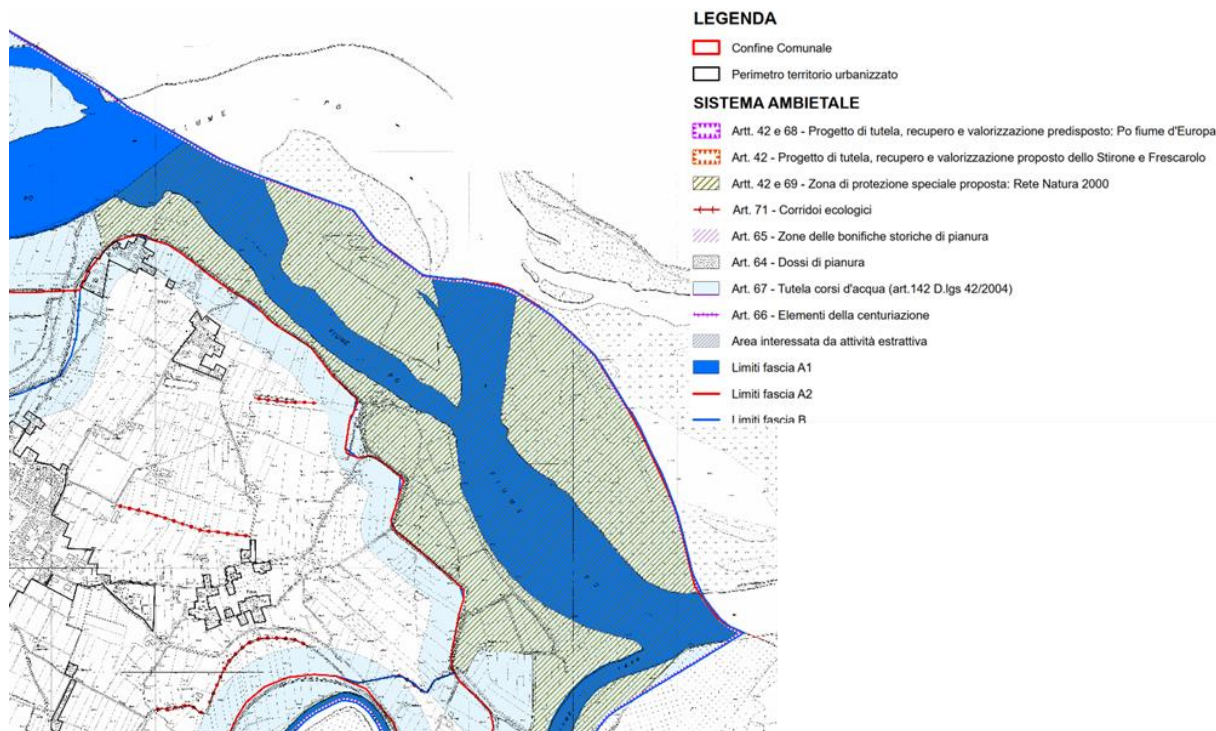 LEGENDA
Confine Comunale
Perimetro territorio urbanizzato
SISTEMA AMBIETALE
Artt. 42 e 68 - Progetto di tutela, recupero e valorizzazione predisposto: Po fiume d'Europa
Art. 42 - Progetto di tutela, recupero e valorizzazione proposto dello Stirone e Frescarolo
Artt. 42 e 69 - Zona di protezione speciale proposta: Rete Natura 2000
Art. 71 - Corridoi ecologici
Art. 65 - Zone delle bonifiche storiche di pianura
Art. 64 - Dossi di pianura
Art. 67 - Tutela corsi d'acqua (art.142 D.lgs 42/2004)
Art. 66 - Elementi della centuriazione
Area interessata da attività estrattiva
Limiti fascia A1
Limiti fascia A2
Limiti fascia B
FIUME PO
PO
FIUME
PO
FIUME
PO